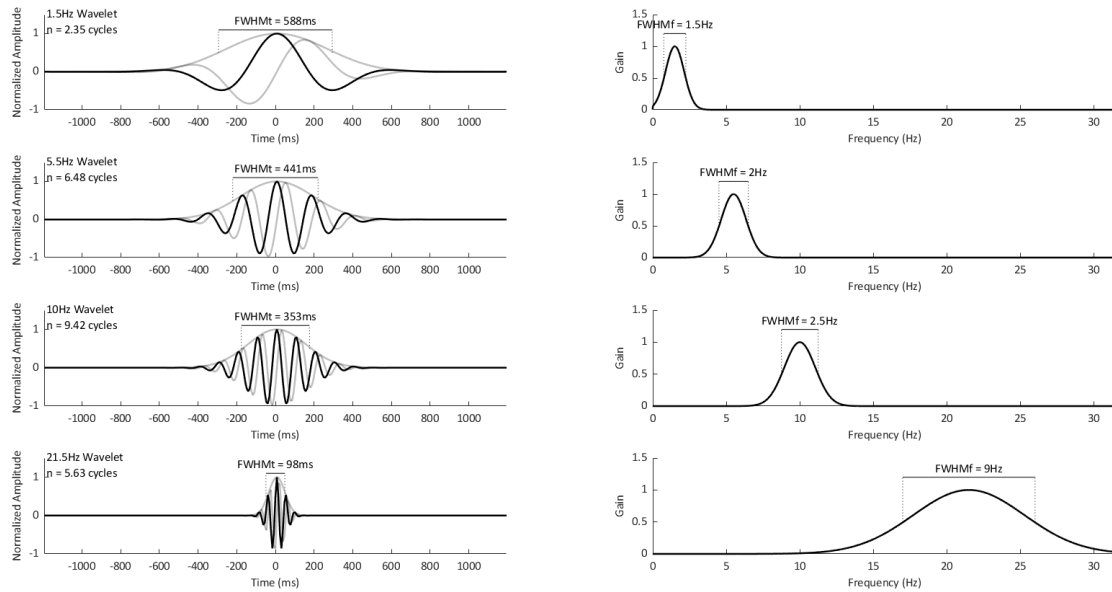 1.5Hz Wavelet
n = 2.35 cycles
FWHMt = 588ms
Normalized Amplitude
1
0
-1
-1000 -800 -600 -400 -200 0 200 400 600 800 1000
Time (ms)
FWHMf = 1.5Hz
Gain
1.5
1
0.5
0
0 5 10 15 20 25 30
Frequency (Hz)
5.5Hz Wavelet
n = 6.48 cycles
FWHMt = 441ms
Normalized Amplitude
1
0
-1
-1000 -800 -600 -400 -200 0 200 400 600 800 1000
Time (ms)
FWHMf = 2Hz
Gain
1.5
1
0.5
0
0 5 10 15 20 25 30
Frequency (Hz)
10Hz Wavelet
n = 9.42 cycles
FWHMt = 353ms
Normalized Amplitude
1
0
-1
-1000 -800 -600 -400 -200 0 200 400 600 800 1000
Time (ms)
FWHMf = 2.5Hz
Gain
1.5
1
0.5
0
0 5 10 15 20 25 30
Frequency (Hz)
21.5Hz Wavelet
n = 5.63 cycles
FWHMt = 98ms
Normalized Amplitude
1
0
-1
-1000 -800 -600 -400 -200 0 200 400 600 800 1000
Time (ms)
FWHMf = 9Hz
Gain
1.5
1
0.5
0
0 5 10 15 20 25 30
Frequency (Hz)